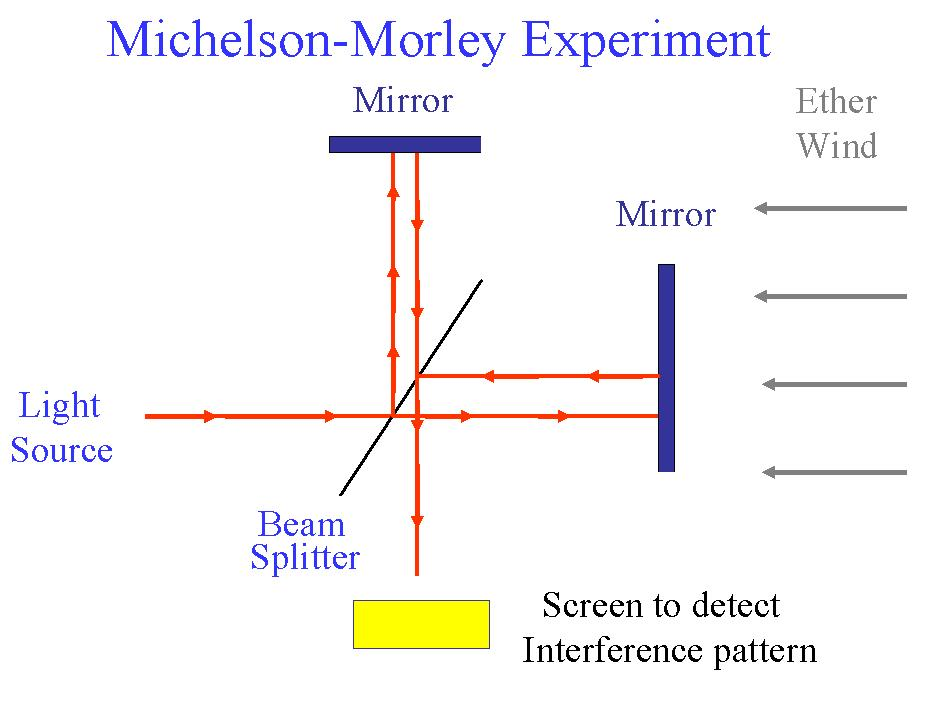 Michelson-Morley Experiment
Mirror
Ether
Wind
Mirror
Light
Source
Beam
Splitter
Screen to detect
Interference pattern